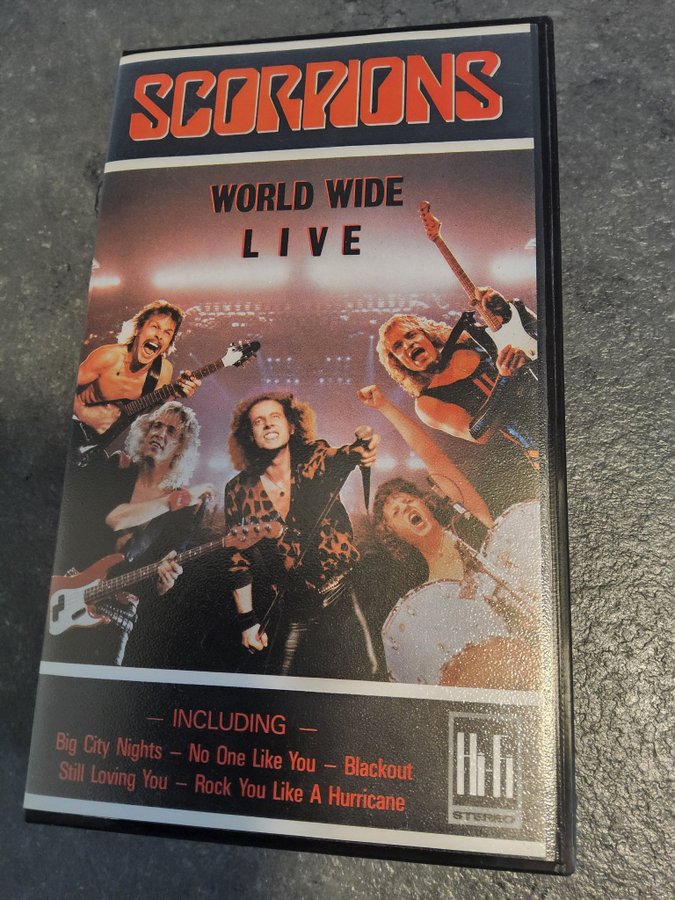 SCORPIONS
WORLD WIDE
LIVE
– INCLUDING –
Big City Nights – No One Like You – Blackout
Still Loving You – Rock You Like A Hurricane
Hi-Fi
STEREO